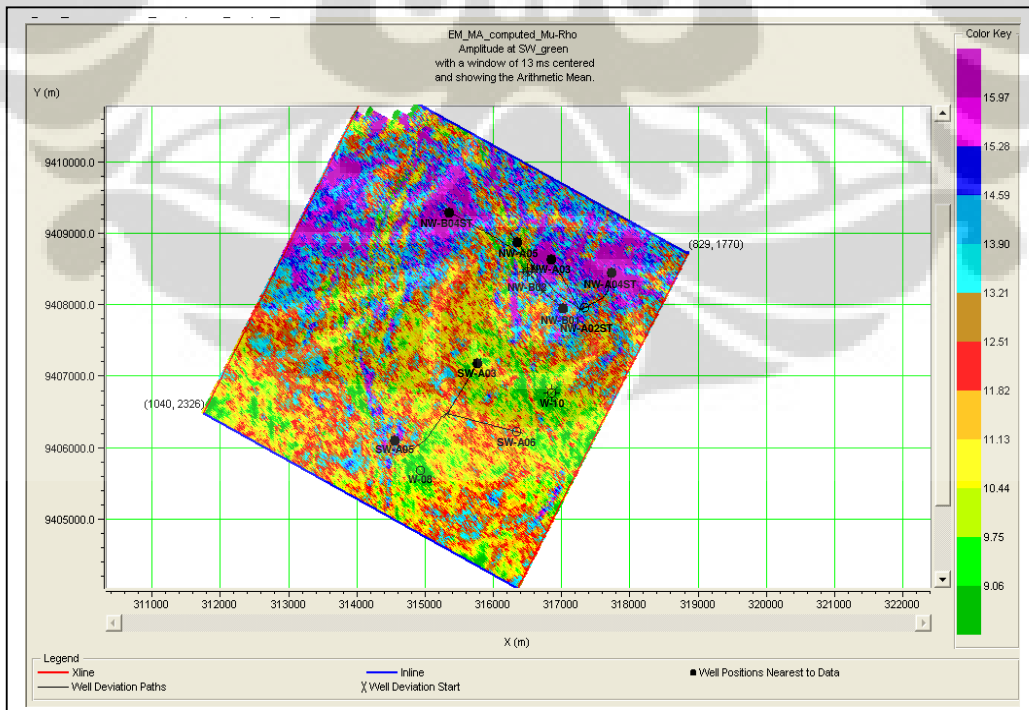 EM_MA_computed_Mu-Rho
Amplitude at SW_green
with a window of 13 ms centered
and showing the Arithmetic Mean.
Color Key
Y (m)
15.97
15.28
14.59
13.90
13.21
12.51
11.82
11.13
10.44
9.75
9.06
9410000.0
9409000.0
9408000.0
9407000.0
9406000.0
9405000.0
NW-B04ST
NW-A05
(829, 1770)
NW-A03
NW-B02
NW-A04ST
NW-A02ST
SW-A03
(1040, 2326)
W-10
SW-A06
SW-A05
W-08
311000
312000
313000
314000
315000
316000
317000
318000
319000
320000
321000
322000
X (m)
Legend
Xline
Inline
Well Positions Nearest to Data
Well Deviation Paths
Well Deviation Start